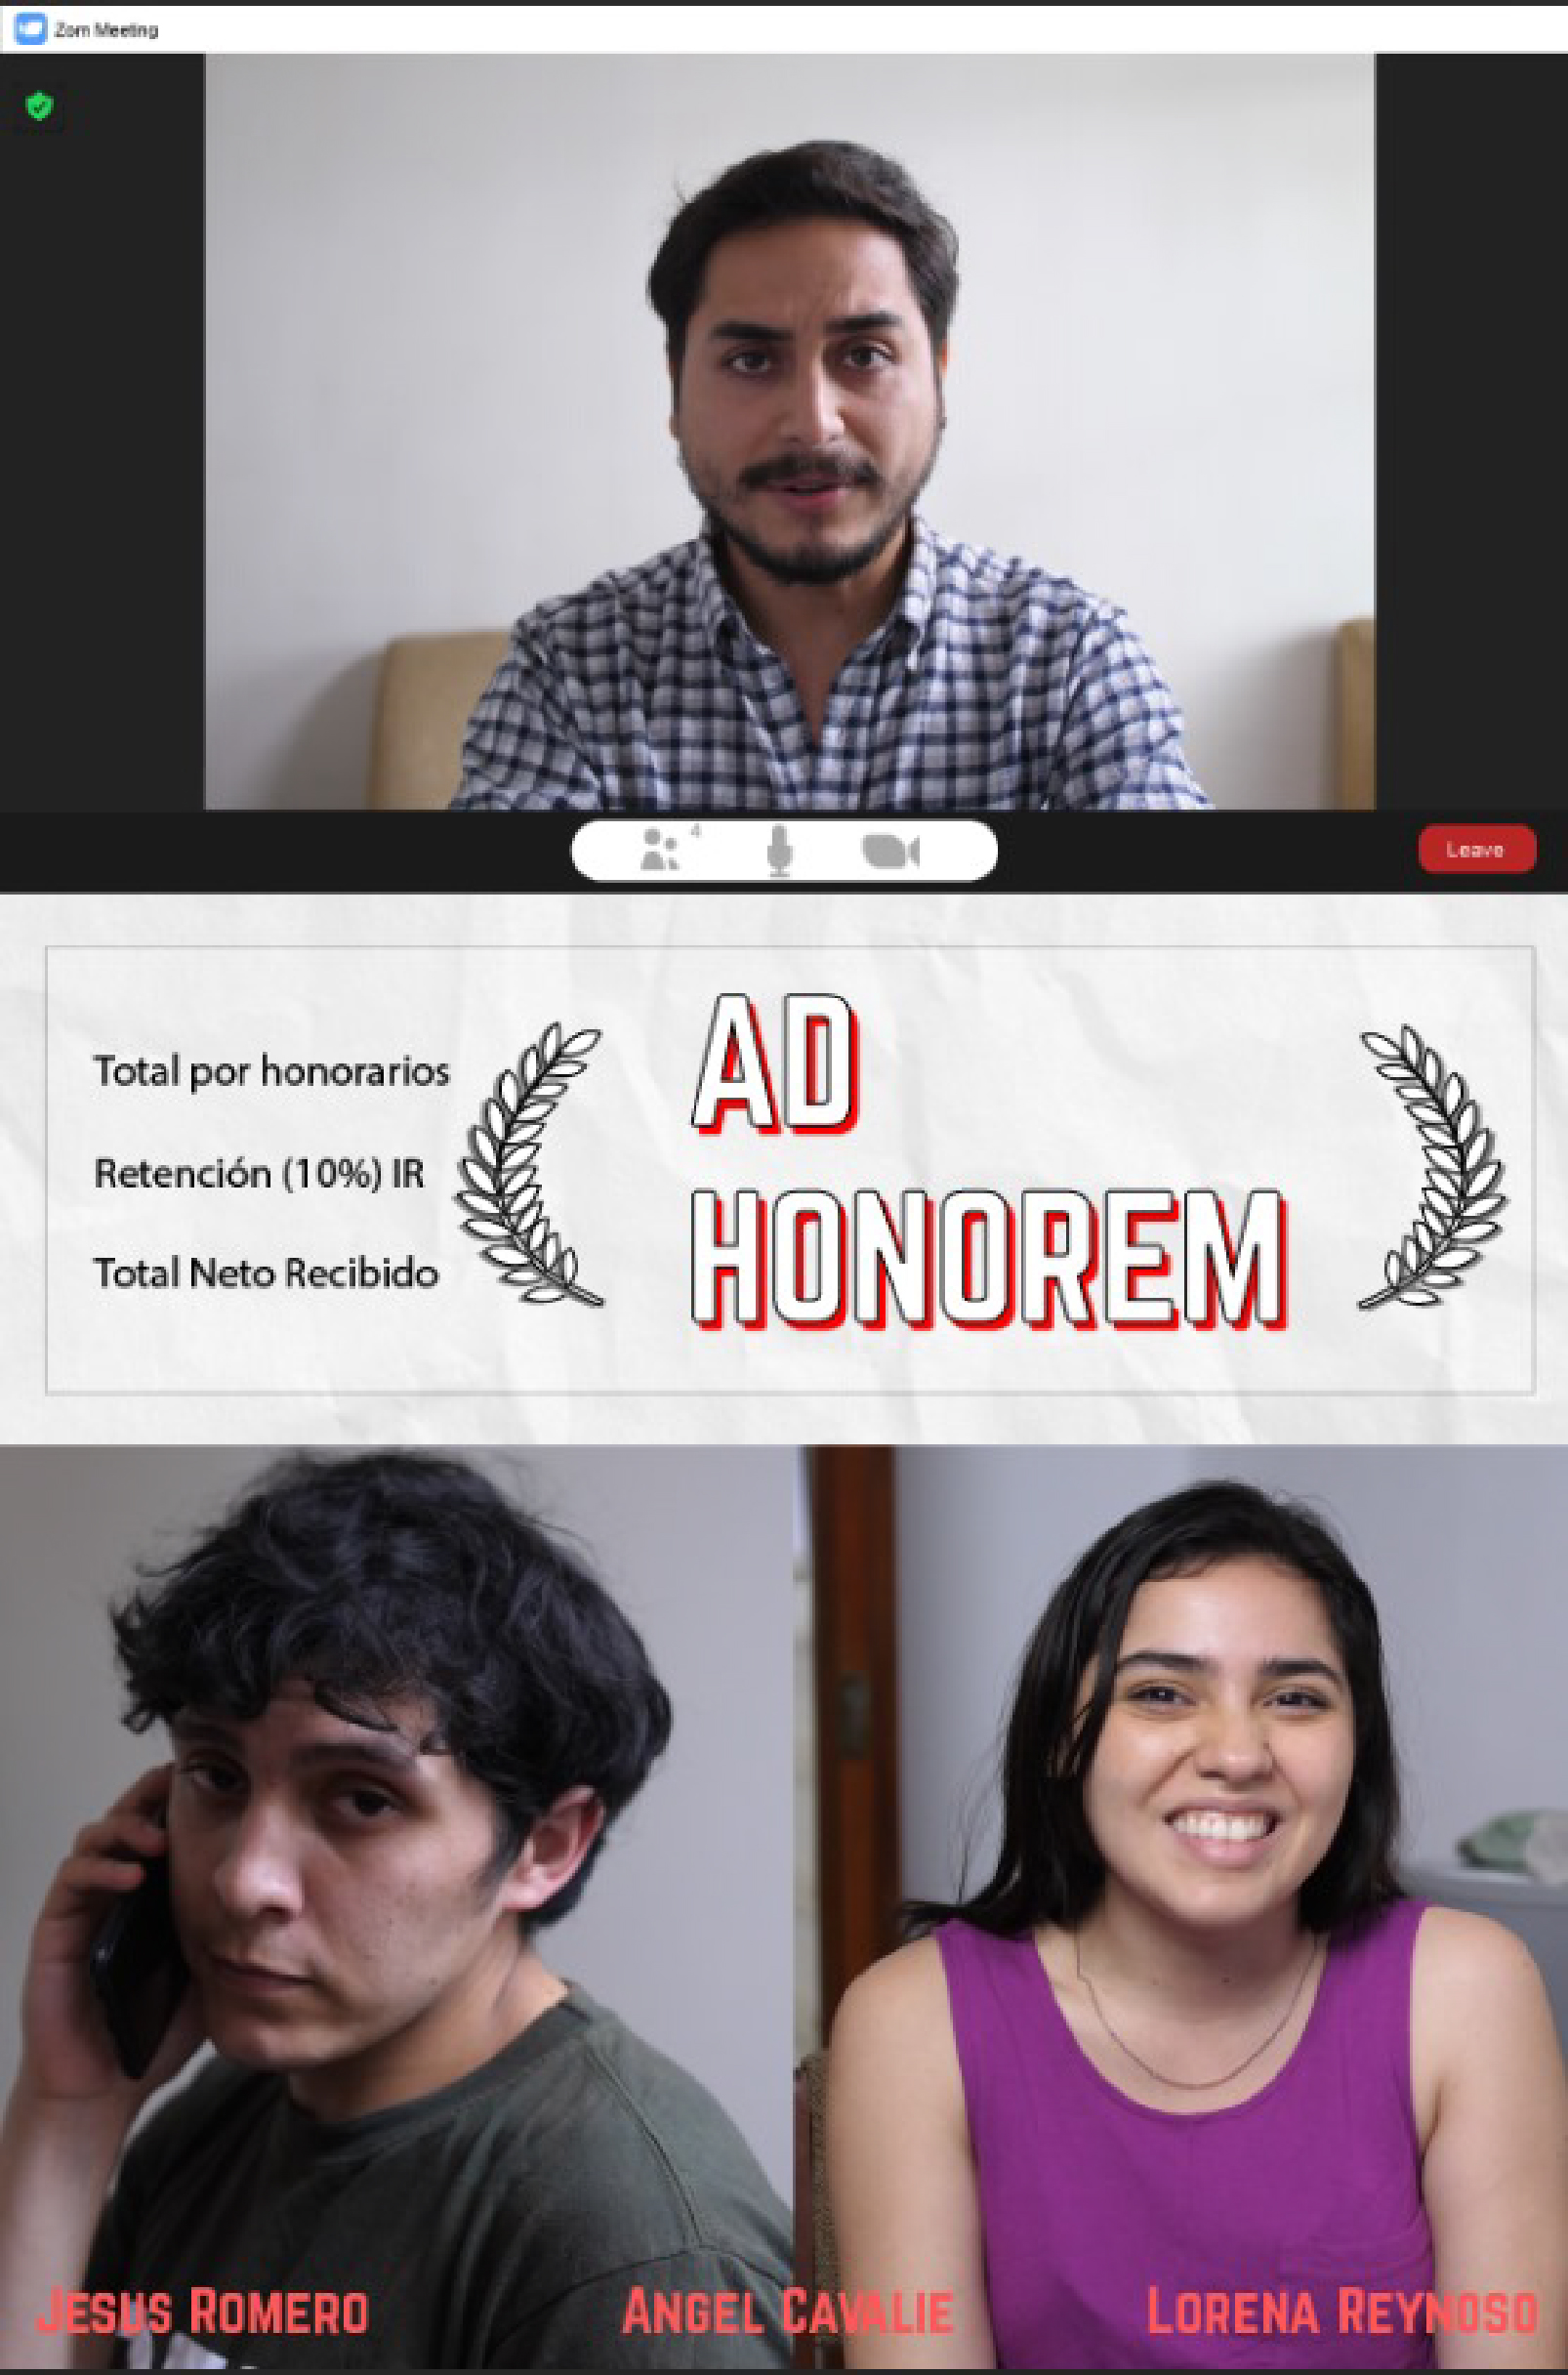 Zom Meeting
4
Leave
Total por honorarios
Retención (10%) IR
Total Neto Recibido
AD
HONOREM
JESUS ROMERO
ANGEL CAVALIE
LORENA REYNOSO